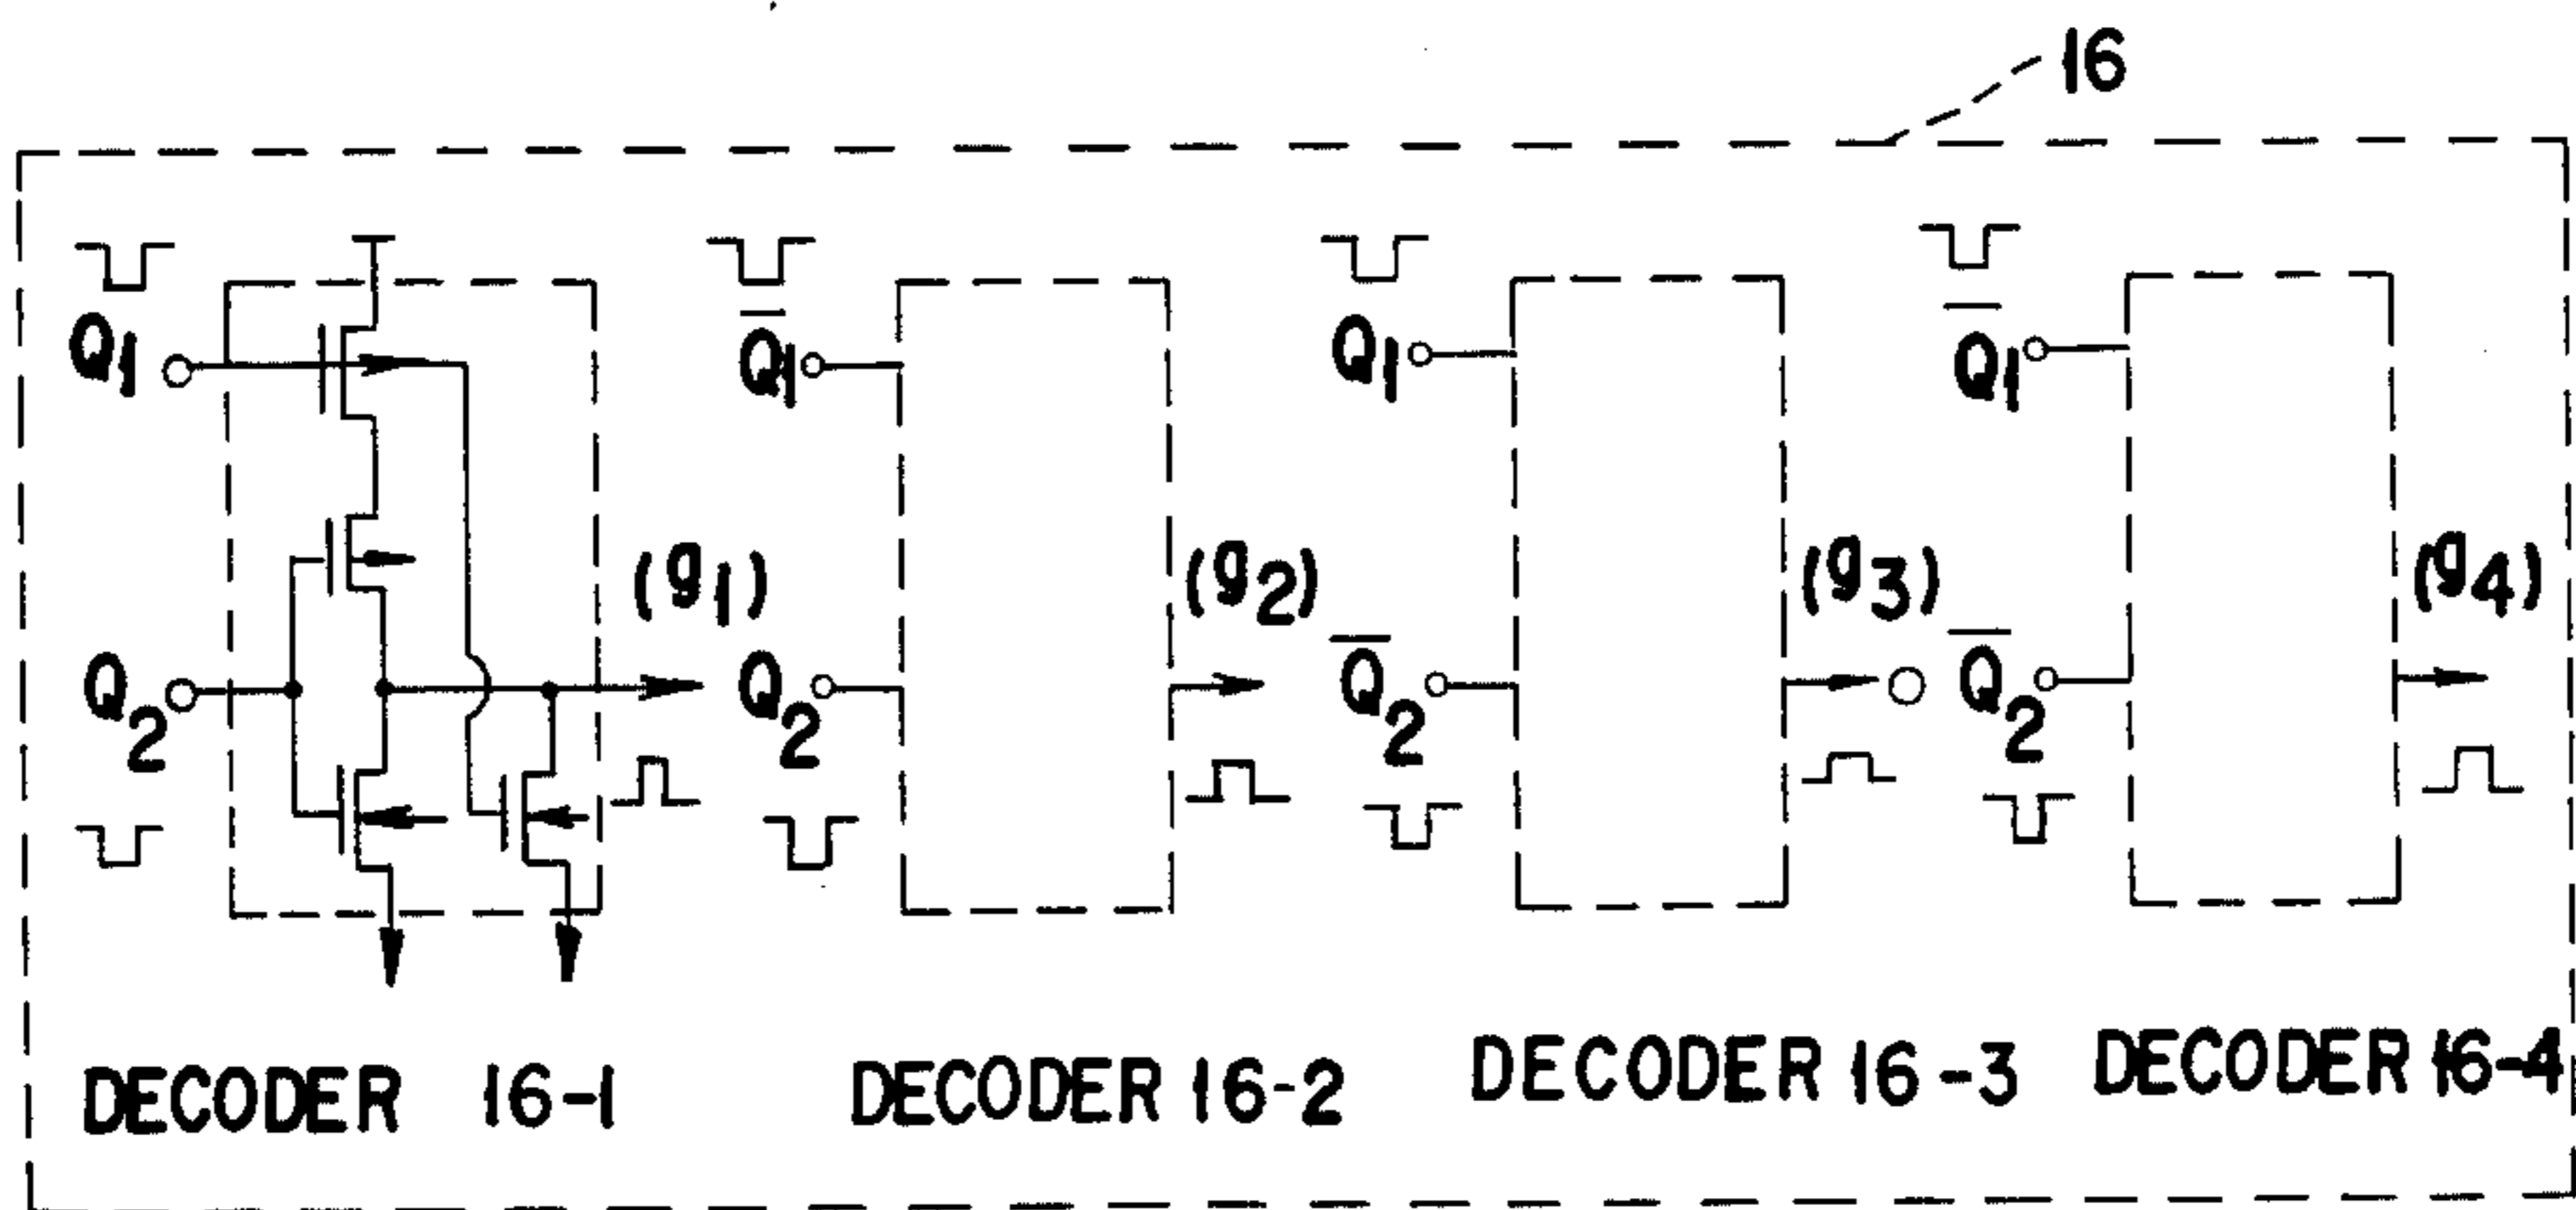 16
Q1 Q̅1 Q1 Q̅1
(g1) (g2) (g3) (g4)
Q2 Q2 Q̅2 Q̅2
DECODER 16-1 DECODER 16-2 DECODER 16-3 DECODER 16-4